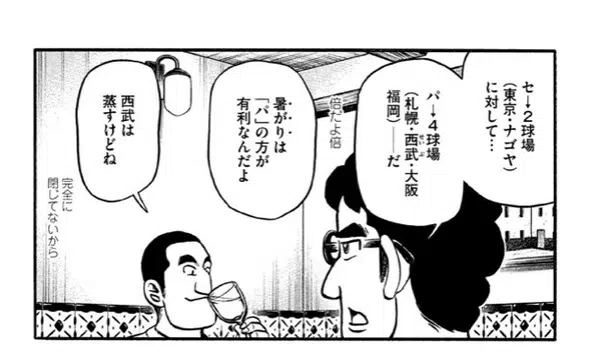 セ→2球場
（東京・ナゴヤ）
に対して…
パ→4球場
（札幌・西武・大阪
福岡）――だ
せいぶ
倍だよ倍
暑がりは
「パ」の方が
有利なんだよ
西武は
蒸すけどね
完全に
閉じてないから